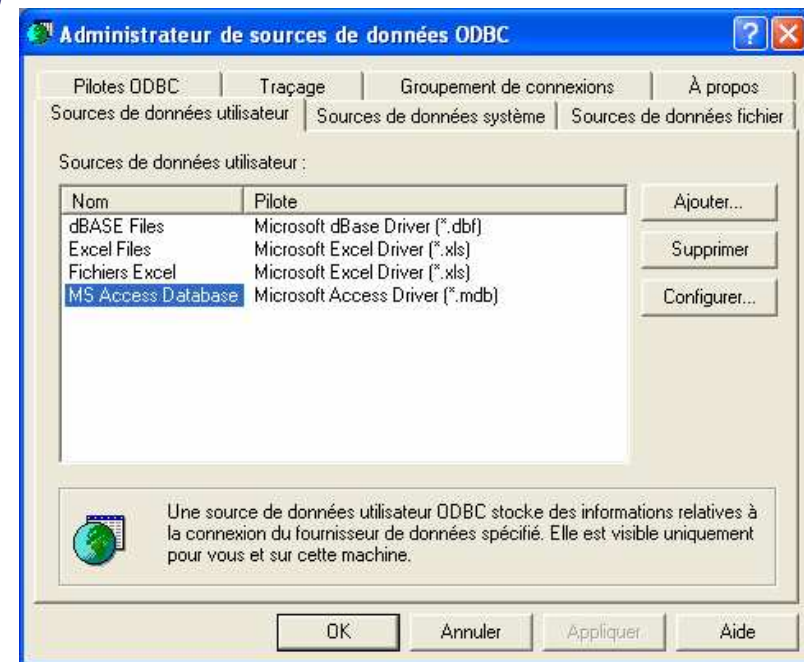 Administrateur de sources de données ODBC
Pilotes ODBC Traçage Groupement de connexions À propos
Sources de données utilisateur Sources de données système Sources de données fichier
Sources de données utilisateur :
Nom Pilote
dBASE Files Microsoft dBase Driver (*.dbf)
Excel Files Microsoft Excel Driver (*.xls)
Fichiers Excel Microsoft Excel Driver (*.xls)
MS Access Database Microsoft Access Driver (*.mdb)
Ajouter...
Supprimer
Configurer...
Une source de données utilisateur ODBC stocke des informations relatives à
la connexion du fournisseur de données spécifié. Elle est visible uniquement
pour vous et sur cette machine.
OK Annuler Appliquer Aide